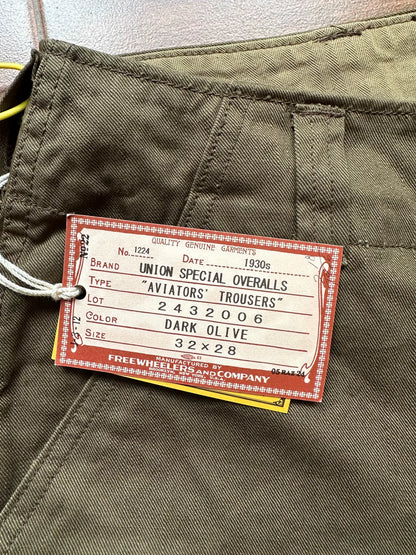 QUALITY GENUINE GARMENTS
No. 1224 DATE 1930s
BRAND UNION SPECIAL OVERALLS
TYPE "AVIATORS' TROUSERS"
LOT 2432006
COLOR DARK OLIVE
SIZE 32×28
MANUFACTURED BY
FREEWHEELERS AND COMPANY